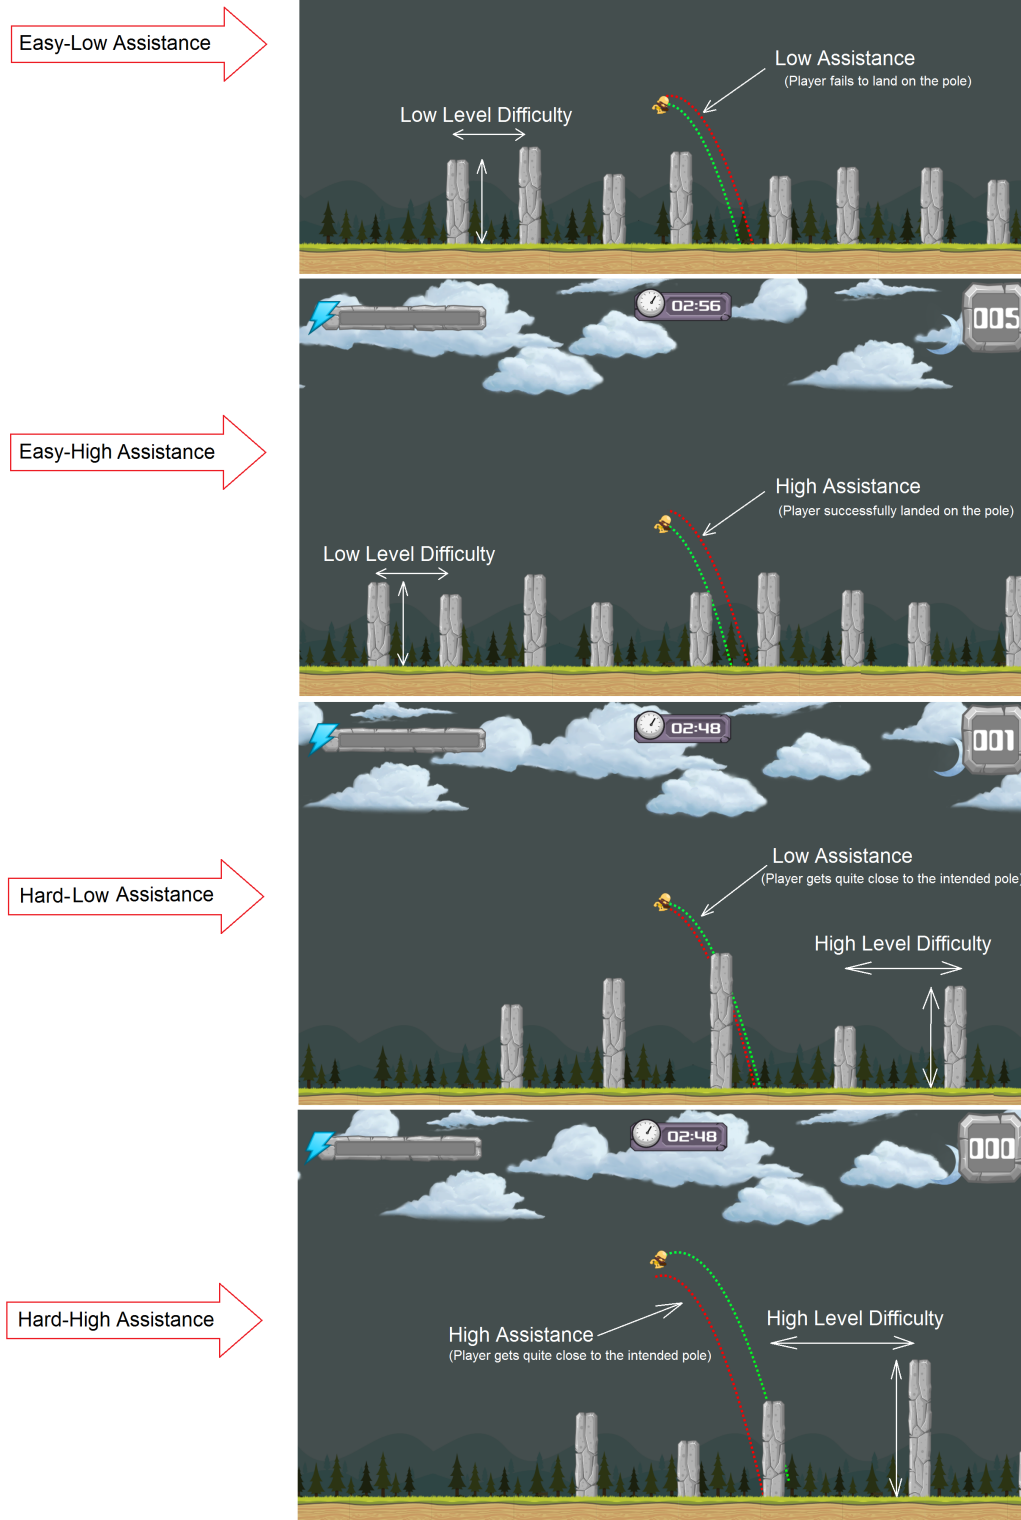 Easy-Low Assistance
Low Assistance
(Player fails to land on the pole)
Low Level Difficulty
02:56
005
Easy-High Assistance
High Assistance
(Player successfully landed on the pole)
Low Level Difficulty
02:48
001
Hard-Low Assistance
Low Assistance
(Player gets quite close to the intended pole)
High Level Difficulty
02:48
000
Hard-High Assistance
High Level Difficulty
High Assistance
(Player gets quite close to the intended pole)